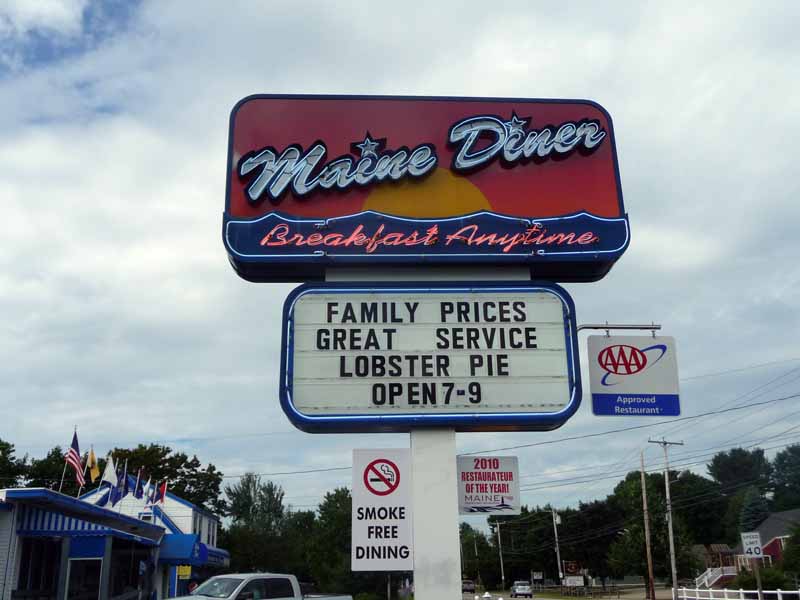 Maine Diner
Breakfast Anytime
FAMILY PRICES
GREAT SERVICE
LOBSTER PIE
OPEN 7-9
AAA
Approved
Restaurant
SMOKE
FREE
DINING
2010
RESTAURATEUR
OF THE YEAR!
MAINE
SPEED
LIMIT
40